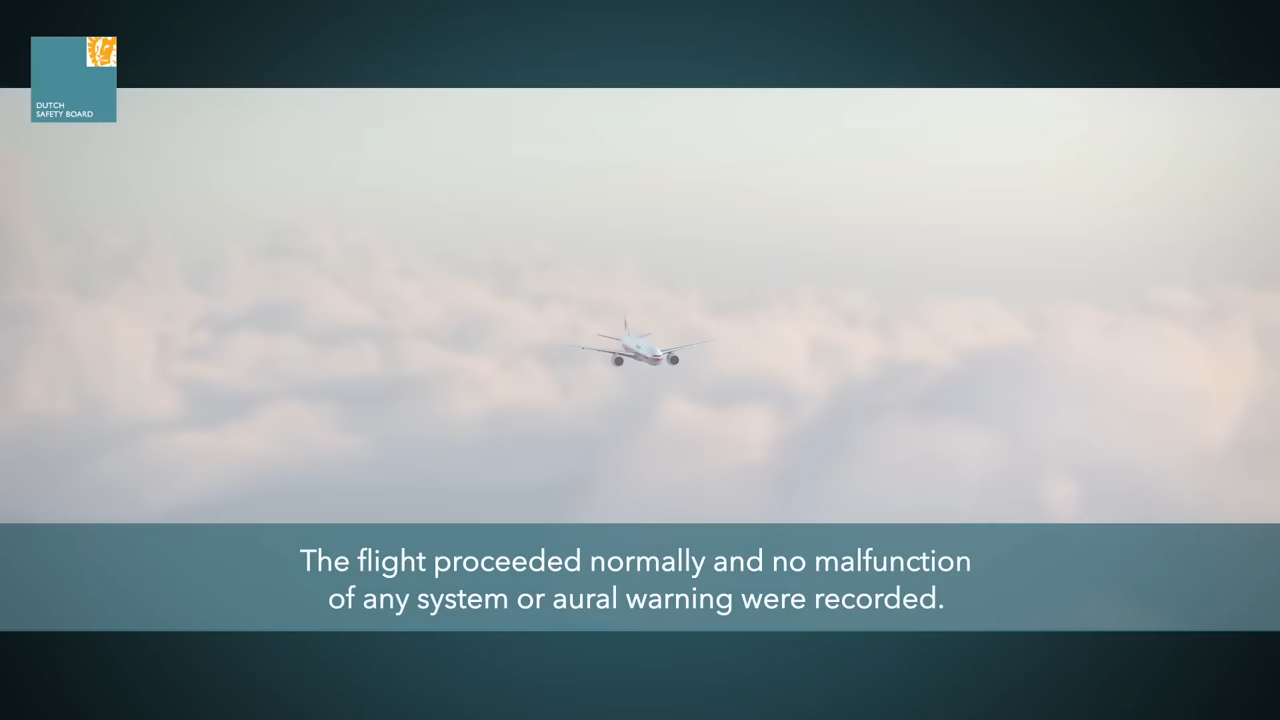 DUTCH
SAFETY BOARD
The flight proceeded normally and no malfunction
of any system or aural warning were recorded.